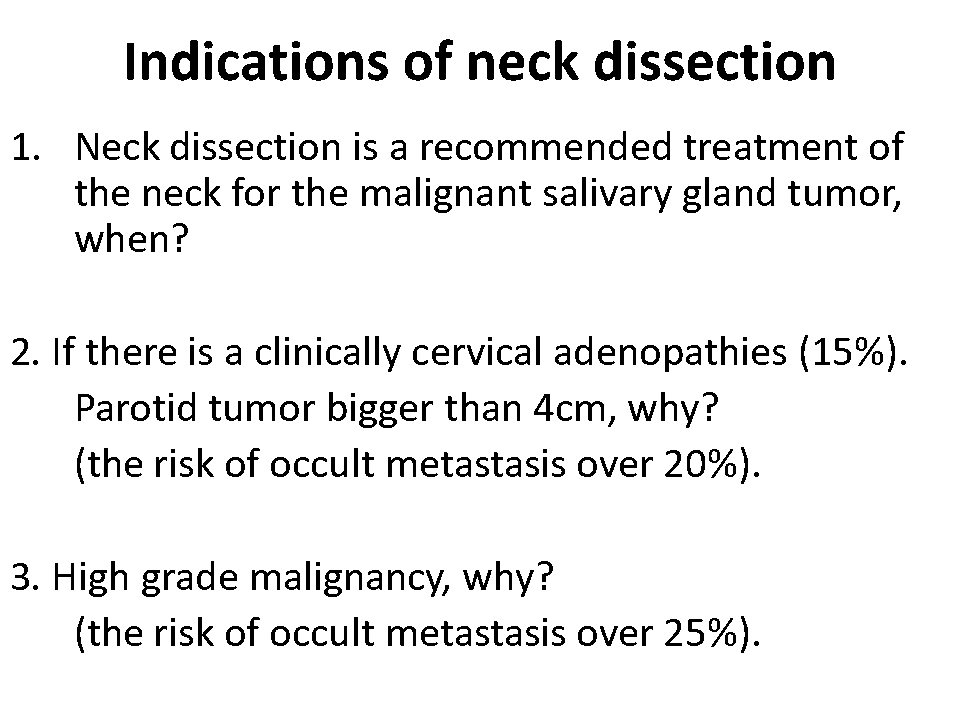 Indications of neck dissection
1. Neck dissection is a recommended treatment of
the neck for the malignant salivary gland tumor,
when?
2. If there is a clinically cervical adenopathies (15%).
Parotid tumor bigger than 4cm, why?
(the risk of occult metastasis over 20%).
3. High grade malignancy, why?
(the risk of occult metastasis over 25%).